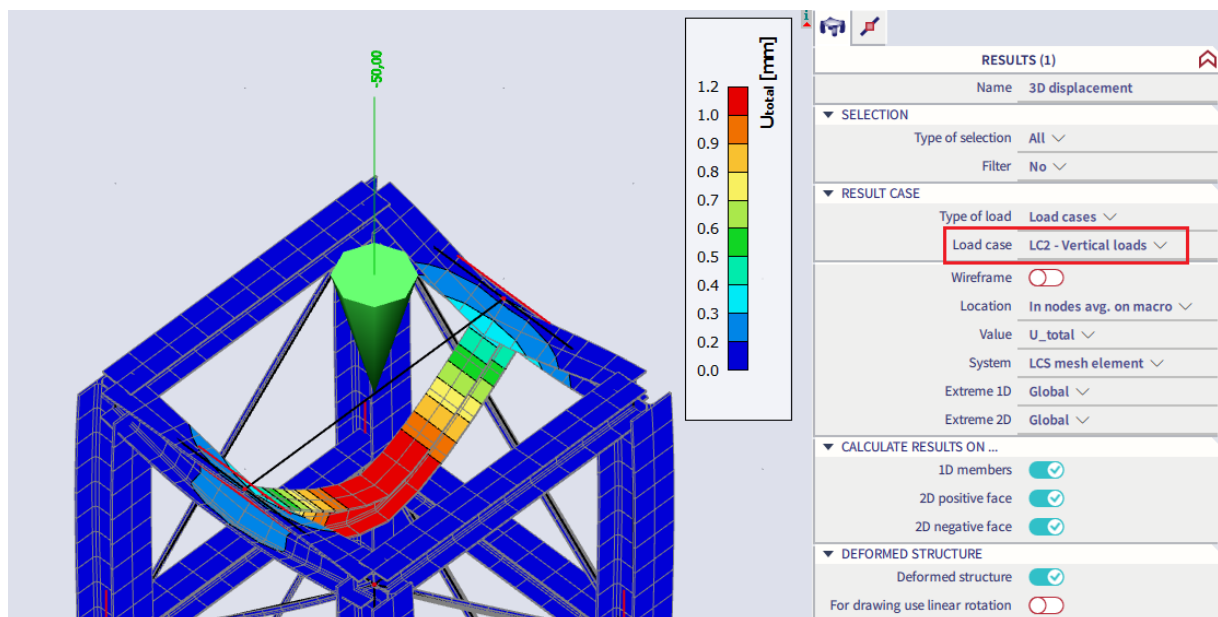 -50,00
U_total [mm]
1.2
1.0
0.9
0.8
0.7
0.6
0.5
0.4
0.3
0.2
0.0
RESULTS (1)
Name 3D displacement
SELECTION
Type of selection All
Filter No
RESULT CASE
Type of load Load cases
Load case LC2 - Vertical loads
Wireframe
Location In nodes avg. on macro
Value U_total
System LCS mesh element
Extreme 1D Global
Extreme 2D Global
CALCULATE RESULTS ON ...
1D members
2D positive face
2D negative face
DEFORMED STRUCTURE
Deformed structure
For drawing use linear rotation